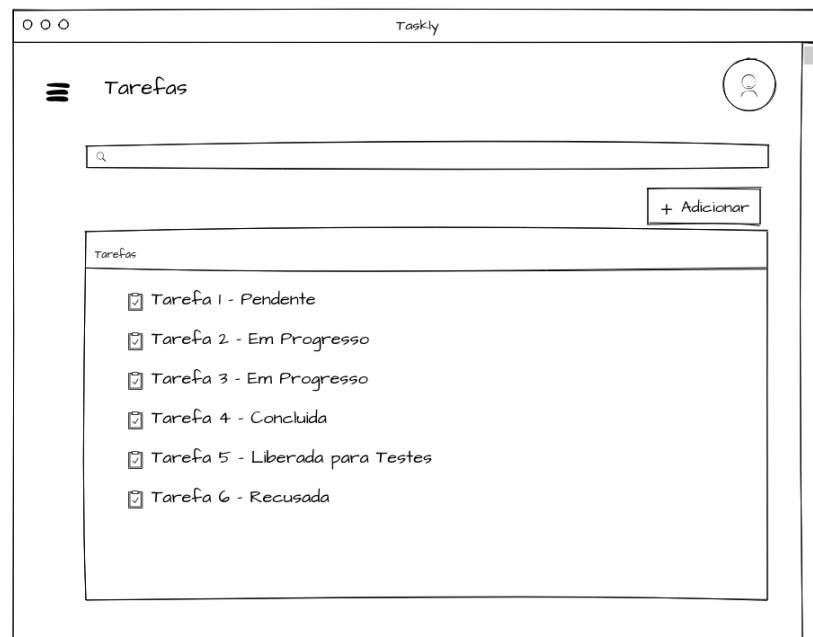 Taskly
Tarefas
+ Adicionar
Tarefas
Tarefa 1 - Pendente
Tarefa 2 - Em Progresso
Tarefa 3 - Em Progresso
Tarefa 4 - Concluída
Tarefa 5 - Liberada para Testes
Tarefa 6 - Recusada